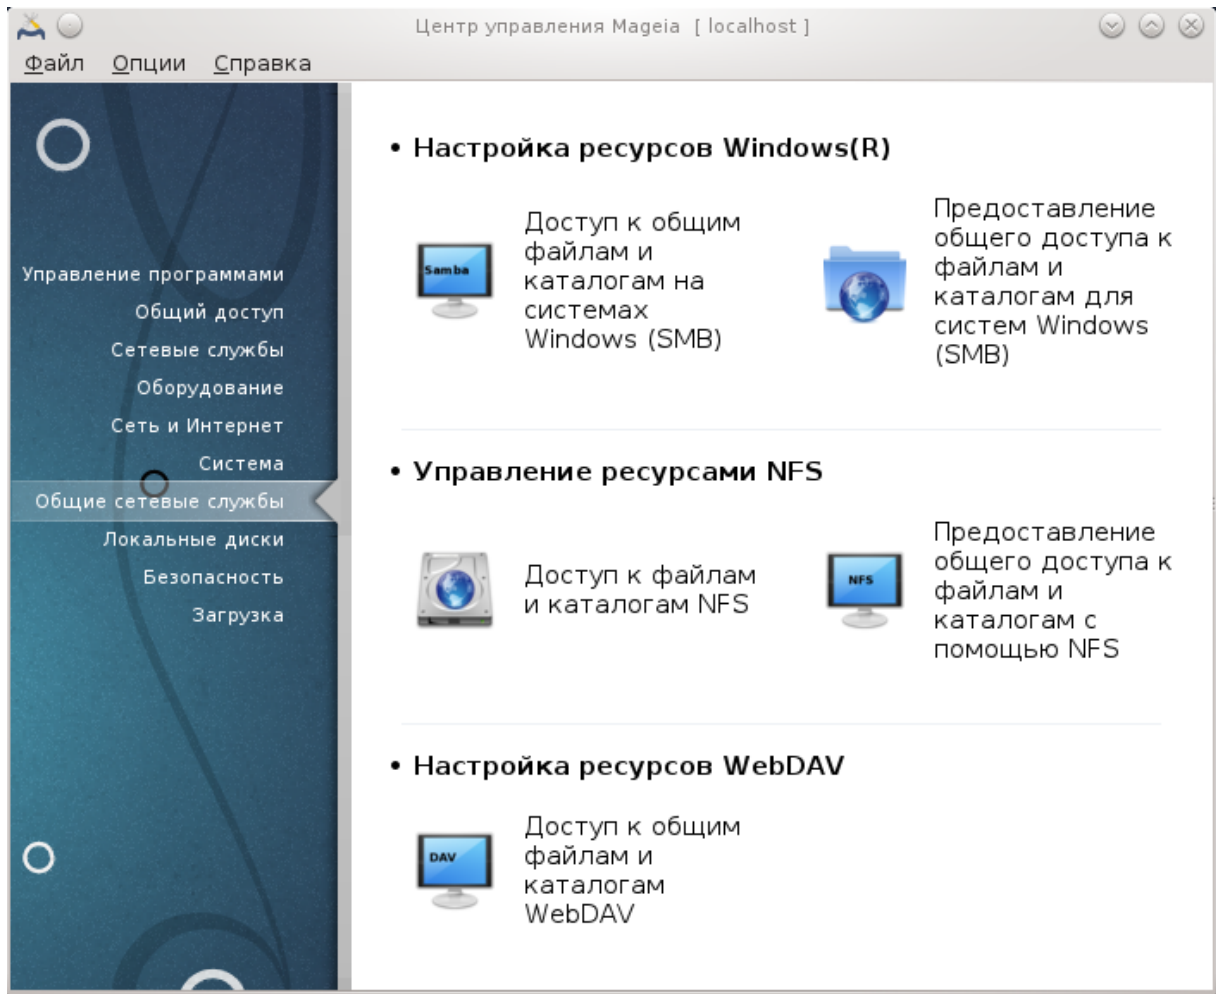 Центр управления Mageia [ localhost ]
Файл Опции Справка
Управление программами
Общий доступ
Сетевые службы
Оборудование
Сеть и Интернет
Система
Общие сетевые службы
Локальные диски
Безопасность
Загрузка
• Настройка ресурсов Windows(R)
Samba
Доступ к общим
файлам и
каталогам на
системах
Windows (SMB)
Предоставление
общего доступа к
файлам и
каталогам для
систем Windows
(SMB)
• Управление ресурсами NFS
Доступ к файлам
и каталогам NFS
NFS
Предоставление
общего доступа к
файлам и
каталогам с
помощью NFS
• Настройка ресурсов WebDAV
DAV
Доступ к общим
файлам и
каталогам
WebDAV